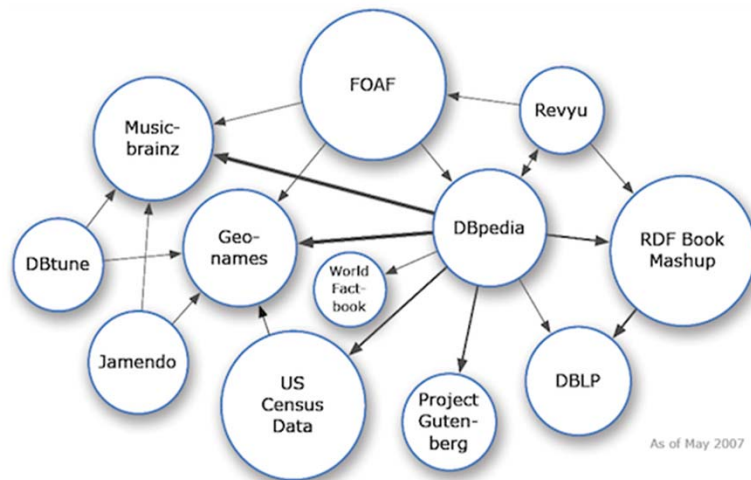 FOAF
Music-
brainz
Revyu
Geo-
names
DBpedia
RDF Book
Mashup
DBtune
World
Fact-
book
Jamendo
US
Census
Data
Project
Guten-
berg
DBLP
As of May 2007